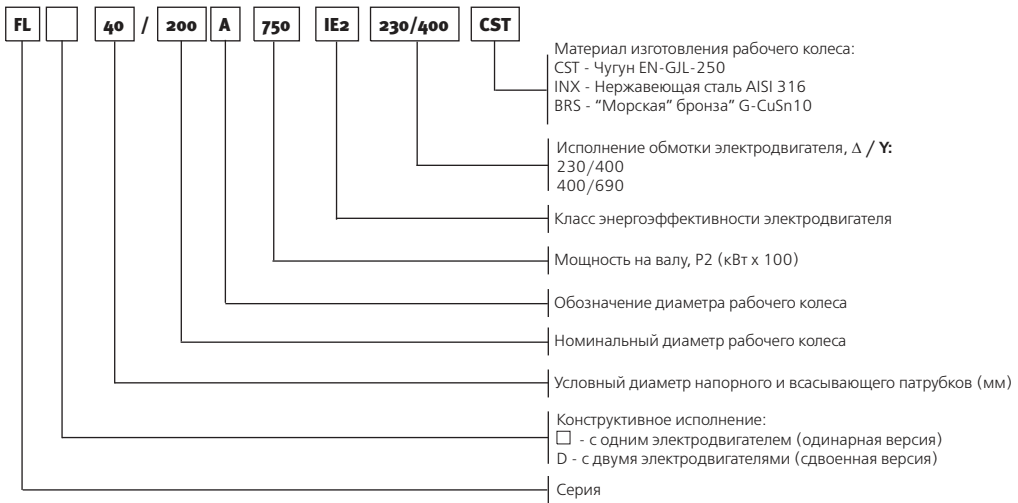 FL 40 / 200 A 750 IE2 230/400 CST
Материал изготовления рабочего колеса:
CST - Чугун EN-GJL-250
INX - Нержавеющая сталь AISI 316
BRS - “Морская” бронза” G-CuSn10
Исполнение обмотки электродвигателя, Δ / Y:
230/400
400/690
Класс энергоэффективности электродвигателя
Мощность на валу, P2 (кВт x 100)
Обозначение диаметра рабочего колеса
Номинальный диаметр рабочего колеса
Условный диаметр напорного и всасывающего патрубков (мм)
Конструктивное исполнение:
□ - с одним электродвигателем (одинарная версия)
D - с двумя электродвигателями (сдвоенная версия)
Серия